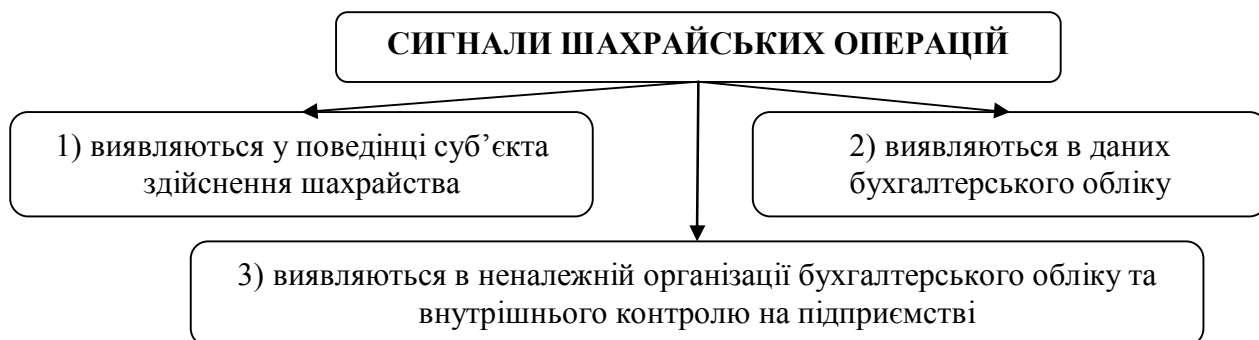 СИГНАЛИ ШАХРАЙСЬКИХ ОПЕРАЦІЙ
1) виявляються у поведінці суб’єкта
здійснення шахрайства
2) виявляються в даних
бухгалтерського обліку
3) виявляються в неналежній організації бухгалтерського обліку та
внутрішнього контролю на підприємстві